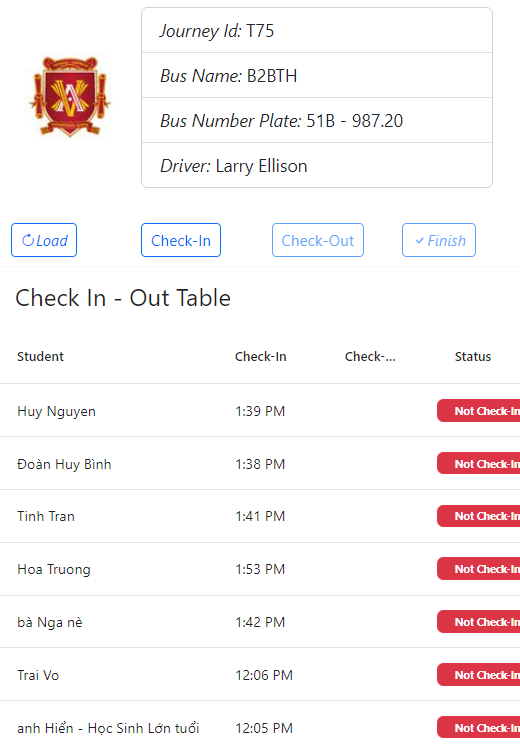 Journey Id: T75
Bus Name: B2BTH
Bus Number Plate: 51B - 987.20
Driver: Larry Ellison
Load Check-In Check-Out Finish
Check In - Out Table
Student Check-In Check-... Status
Huy Nguyen 1:39 PM Not Check-In
Đoàn Huy Bình 1:38 PM Not Check-In
Tinh Tran 1:41 PM Not Check-In
Hoa Truong 1:53 PM Not Check-In
bà Nga nè 1:42 PM Not Check-In
Trai Vo 12:06 PM Not Check-In
anh Hiển - Học Sinh Lớn tuổi 12:05 PM Not Check-In